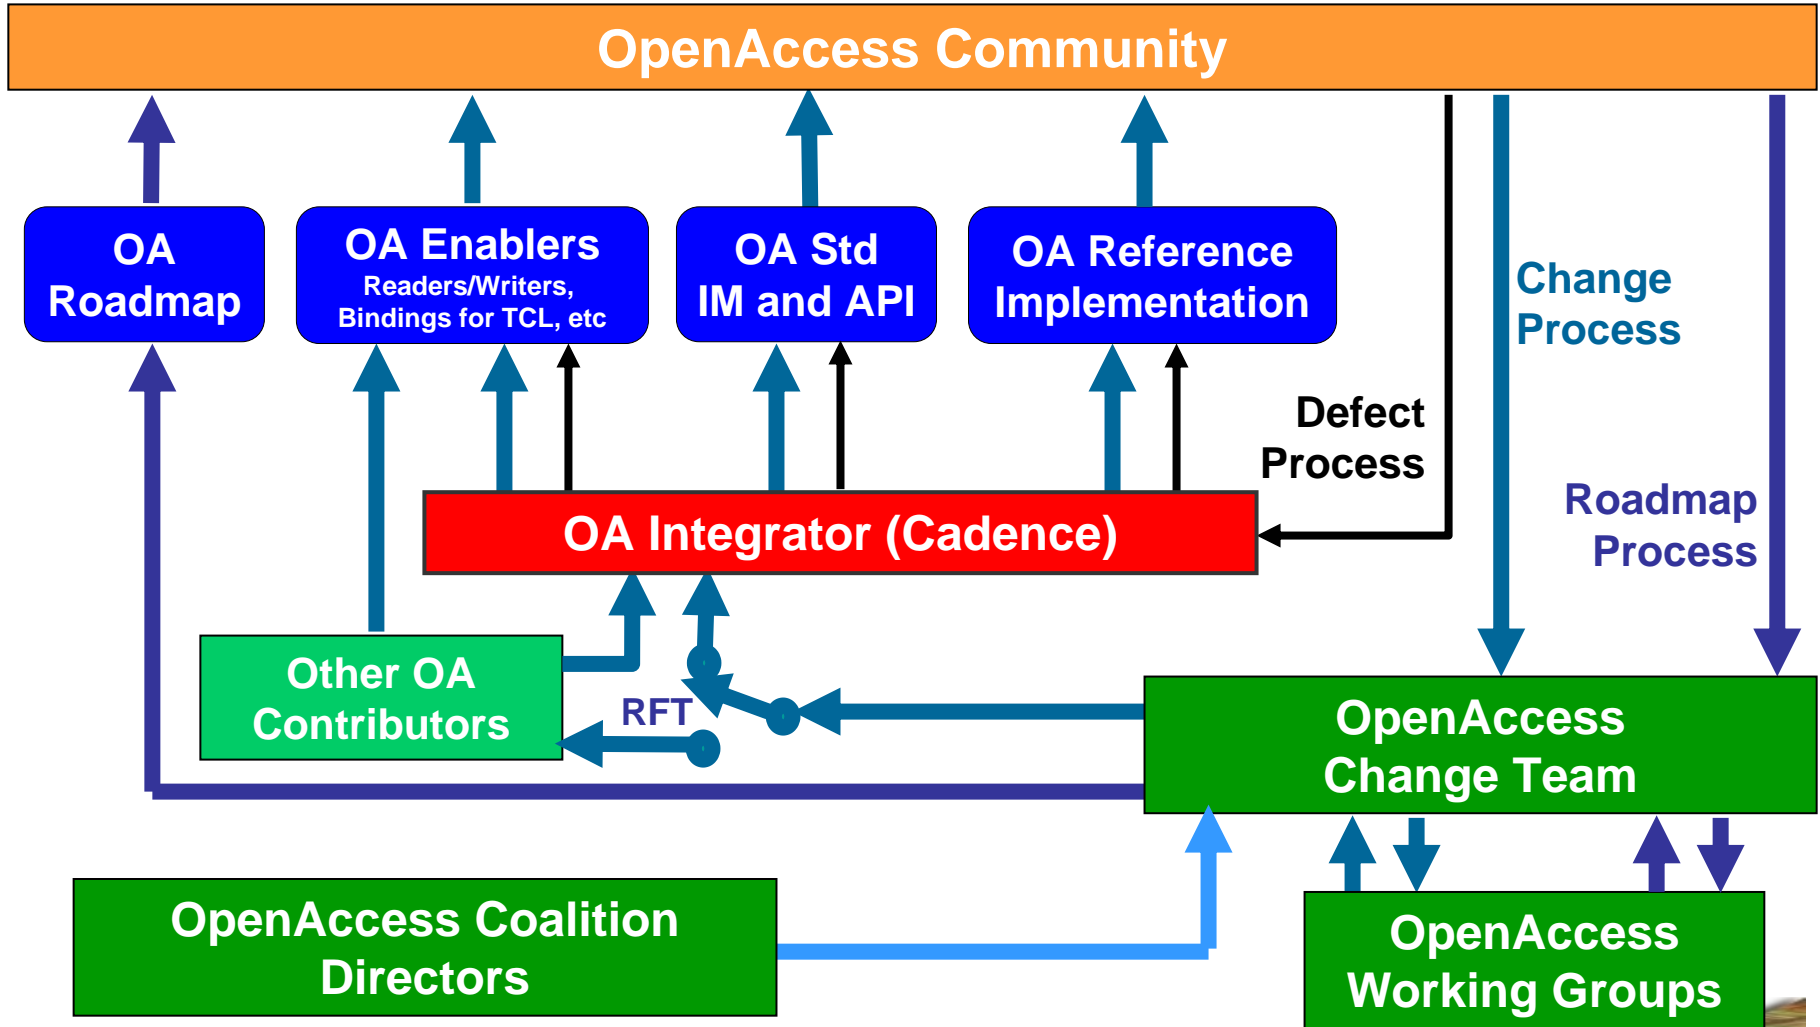 OpenAccess Community
OA
Roadmap
OA Enablers
Readers/Writers,
Bindings for TCL, etc
OA Std
IM and API
OA Reference
Implementation
Change
Process
Defect
Process
Roadmap
Process
OA Integrator (Cadence)
Other OA
Contributors
RFT
OpenAccess
Change Team
OpenAccess Coalition
Directors
OpenAccess
Working Groups